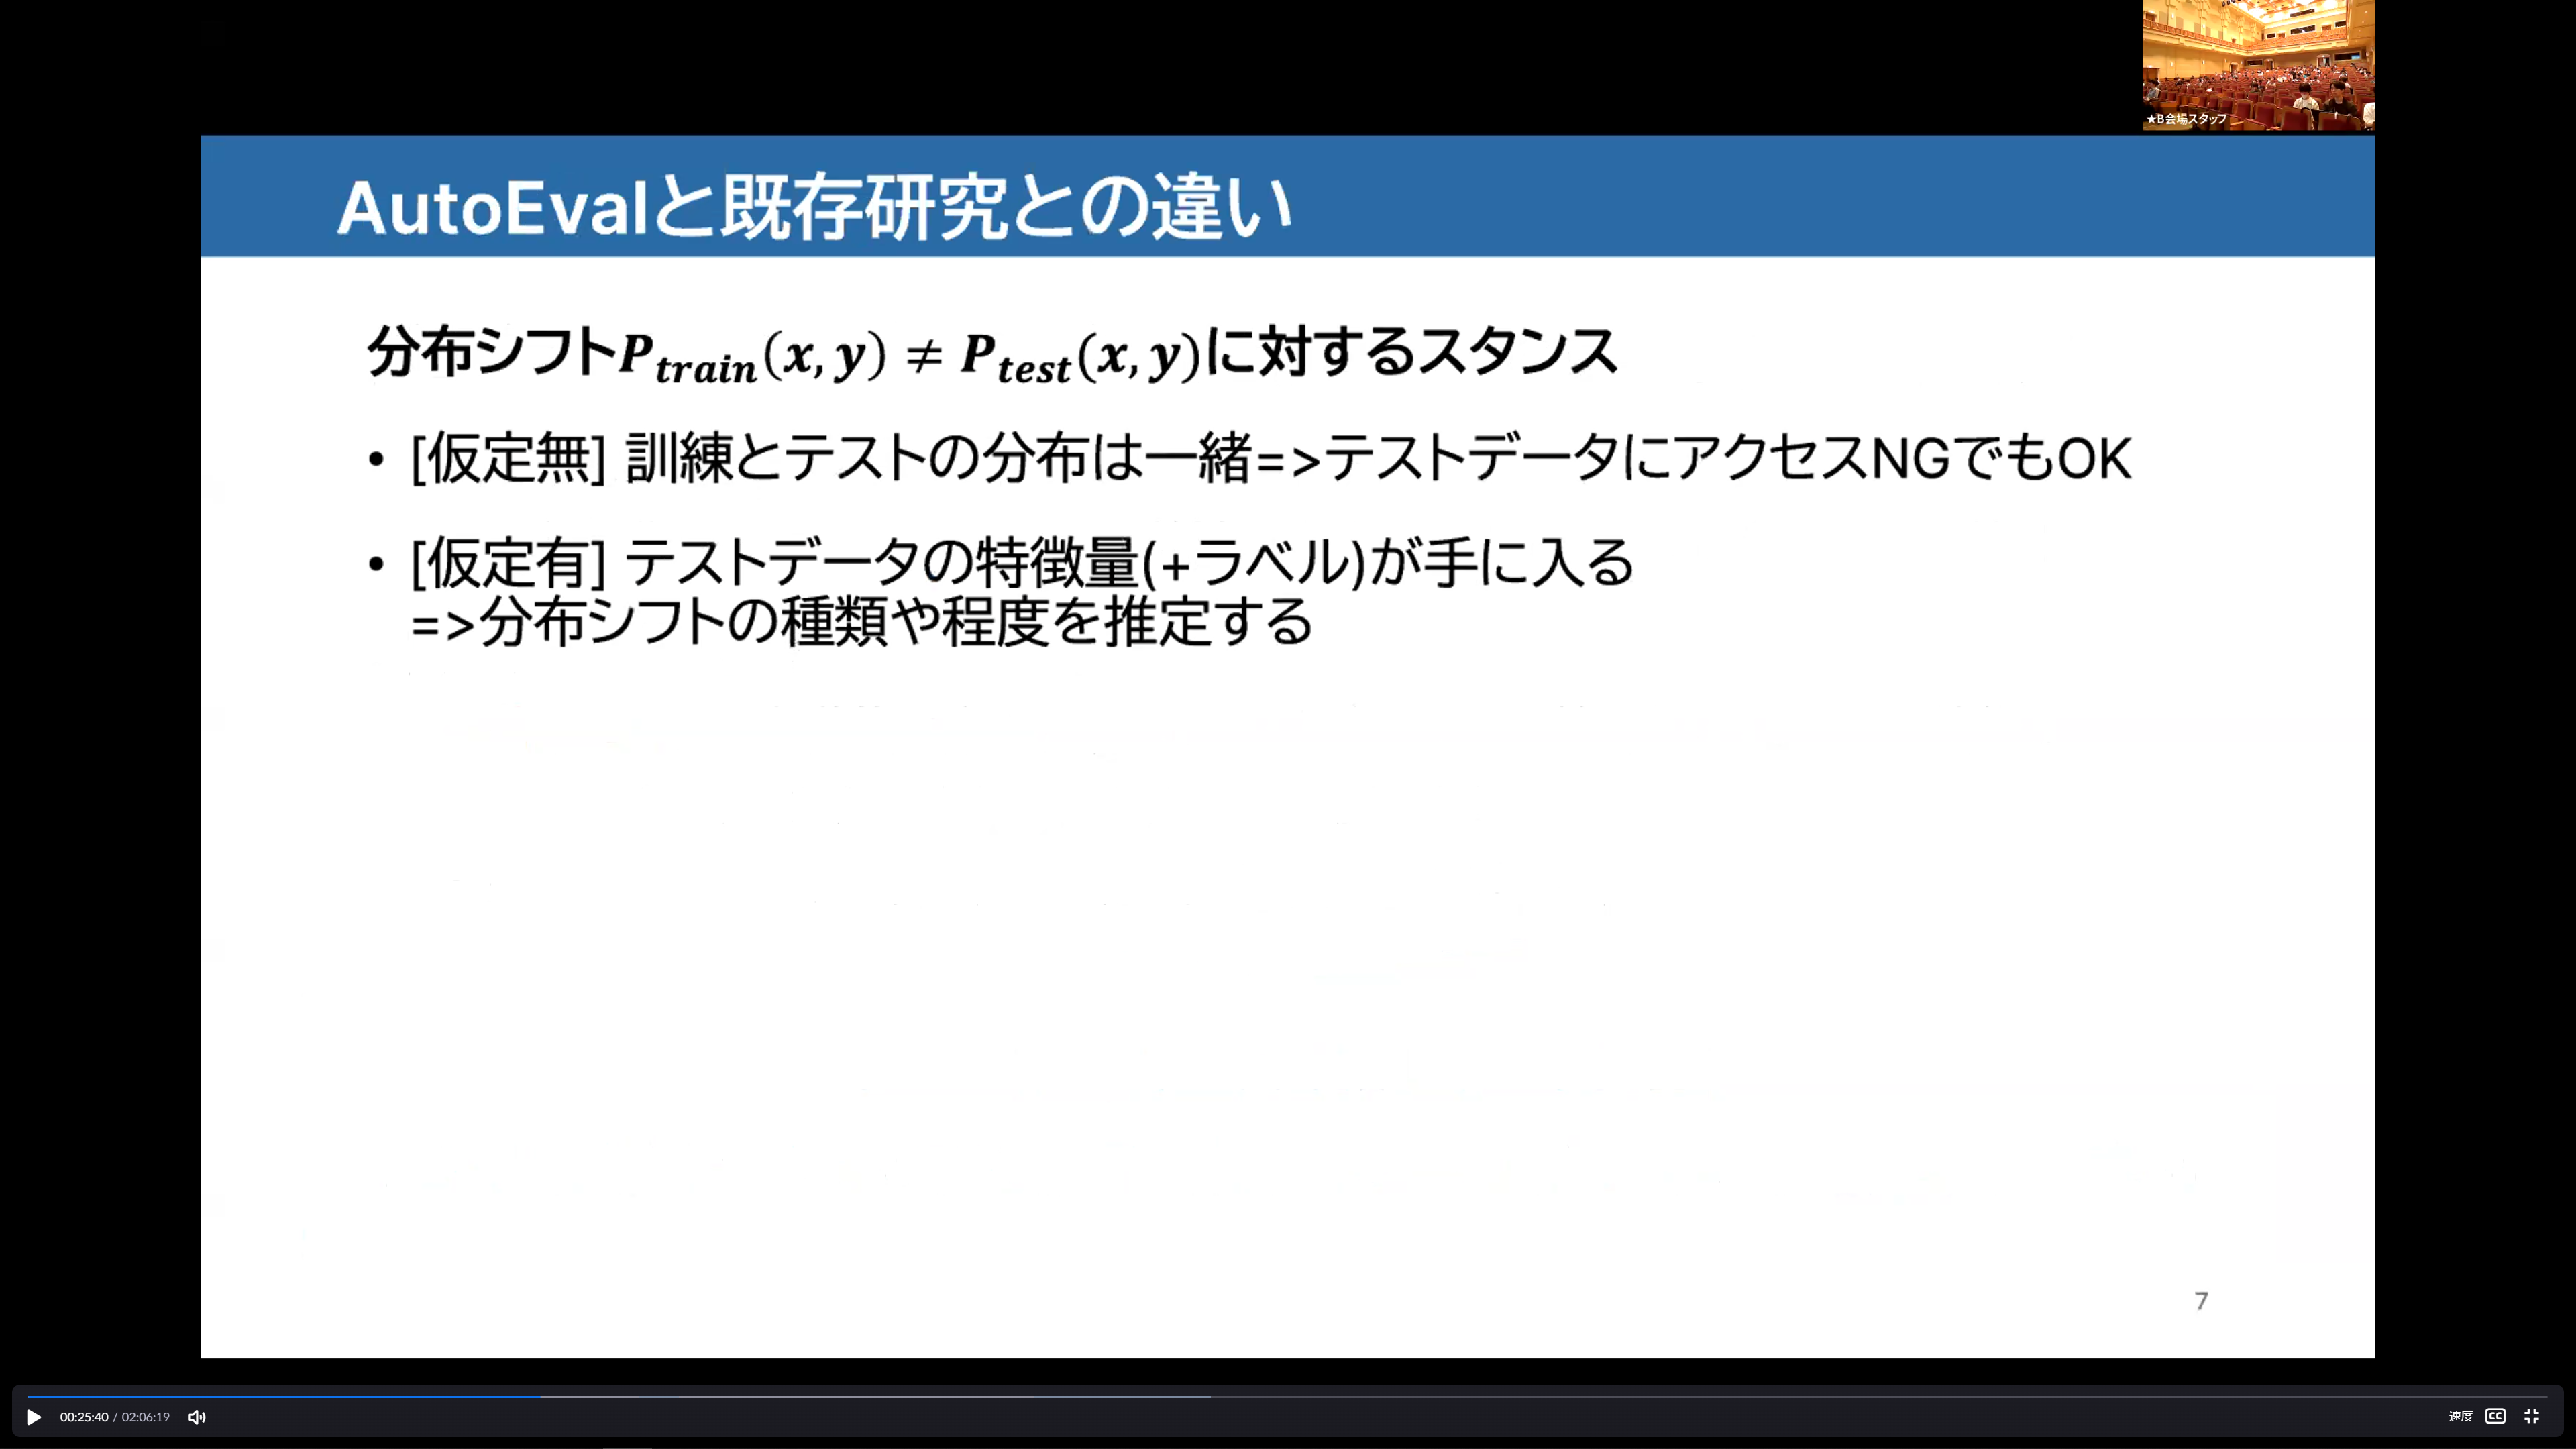 ★B会場スタッフ
AutoEvalと既存研究との違い
分布シフトP_train(x, y) ≠ P_test(x, y)に対するスタンス
• [仮定無] 訓練とテストの分布は一緒=>テストデータにアクセスNGでもOK
• [仮定有] テストデータの特徴量(+ラベル)が手に入る
=>分布シフトの種類や程度を推定する
7
00:25:40 / 02:06:19 速度 CC